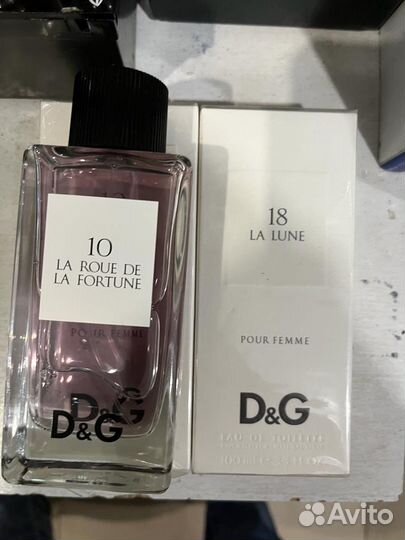 10
LA ROUE DE
LA FORTUNE
POUR FEMME
D&G
D&G
18
LA LUNE
POUR FEMME
D&G
EAU DE TOILETTE
Avito